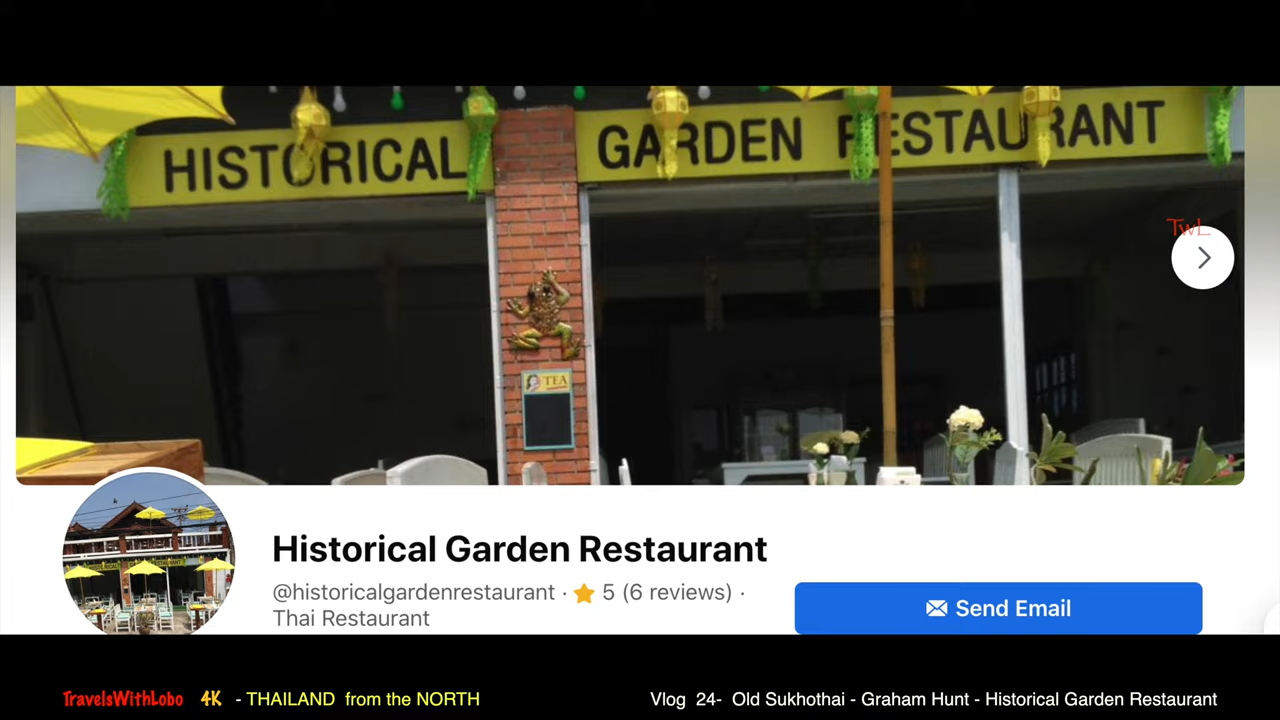 HISTORICAL GARDEN RESTAURANT
TwL
TEA
Historical Garden Restaurant
@historicalgardenrestaurant · 5 (6 reviews) ·
Thai Restaurant
Send Email
TravelsWithLobo 4K - THAILAND from the NORTH
Vlog 24- Old Sukhothai - Graham Hunt - Historical Garden Restaurant